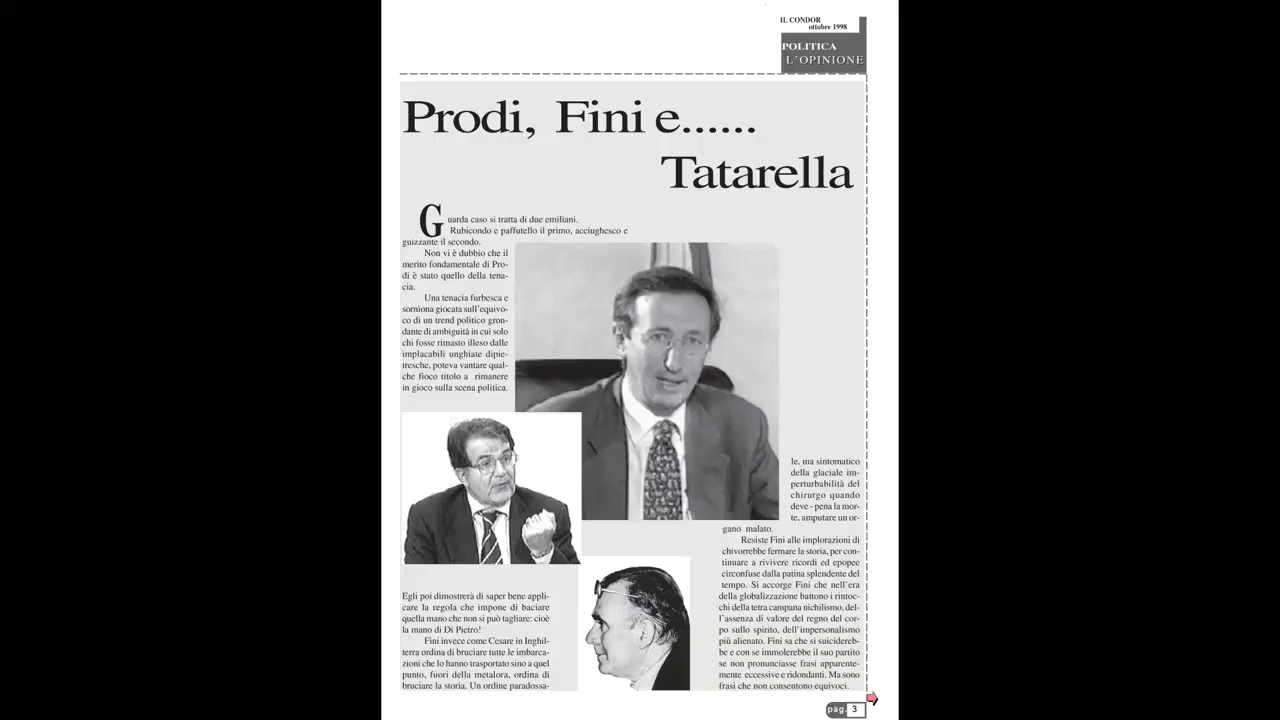 IL CONDOR
ottobre 1998
POLITICA
L'OPINIONE
Prodi, Fini e......
Tatarella
Guarda caso si tratta di due emiliani.
Rubicondo e paffutello il primo, acciughesco e
guizzante il secondo.
Non vi è dubbio che il
merito fondamentale di Pro-
di è stato quello della tena-
cia.
Una tenacia furbesca e
sorniona giocata sull'equivo-
co di un trend politico gron-
dante di ambiguità in cui solo
chi fosse rimasto illeso dalle
implacabili unghiate dipie-
tresche, poteva vantare qual-
che fioco titolo a rimanere
in gioco sulla scena politica.
Egli poi dimostrerà di saper bene appli-
care la regola che impone di baciare
quella mano che non si può tagliare: cioè
la mano di Di Pietro!
Fini invece come Cesare in Inghil-
terra ordina di bruciare tutte le imbarca-
zioni che lo hanno trasportato sino a quel
punto, fuori della metalora, ordina di
bruciare la storia. Un ordine paradossa-
le, ma sintomatico
della glaciale im-
perturbabilità del
chirurgo quando
deve - pena la mor-
te, amputare un or-
gano malato.
Resiste Fini alle implorazioni di
chivorrebbe fermare la storia, per con-
tinuare a rivivere ricordi ed epopee
circonfuse dalla patina splendente del
tempo. Si accorge Fini che nell'era
della globalizzazione battono i rintoc-
chi della tetra campana nichilismo, del-
l'assenza di valore del regno del cor-
po sullo spirito, dell'impersonalismo
più alienato. Fini sa che si suicidereb-
be e con se immolerebbe il suo partito
se non pronunciasse frasi apparente-
mente eccessive e ridondanti. Ma sono
frasi che non consentono equivoci.
pag. 3